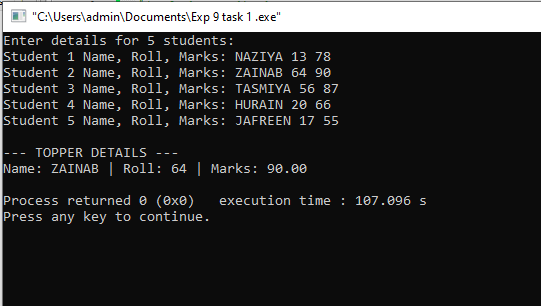 "C:\Users\admin\Documents\Exp 9 task 1 .exe"
Enter details for 5 students:
Student 1 Name, Roll, Marks: NAZIYA 13 78
Student 2 Name, Roll, Marks: ZAINAB 64 90
Student 3 Name, Roll, Marks: TASMIYA 56 87
Student 4 Name, Roll, Marks: HURAIN 20 66
Student 5 Name, Roll, Marks: JAFREEN 17 55
--- TOPPER DETAILS ---
Name: ZAINAB | Roll: 64 | Marks: 90.00
Process returned 0 (0x0)   execution time : 107.096 s
Press any key to continue.